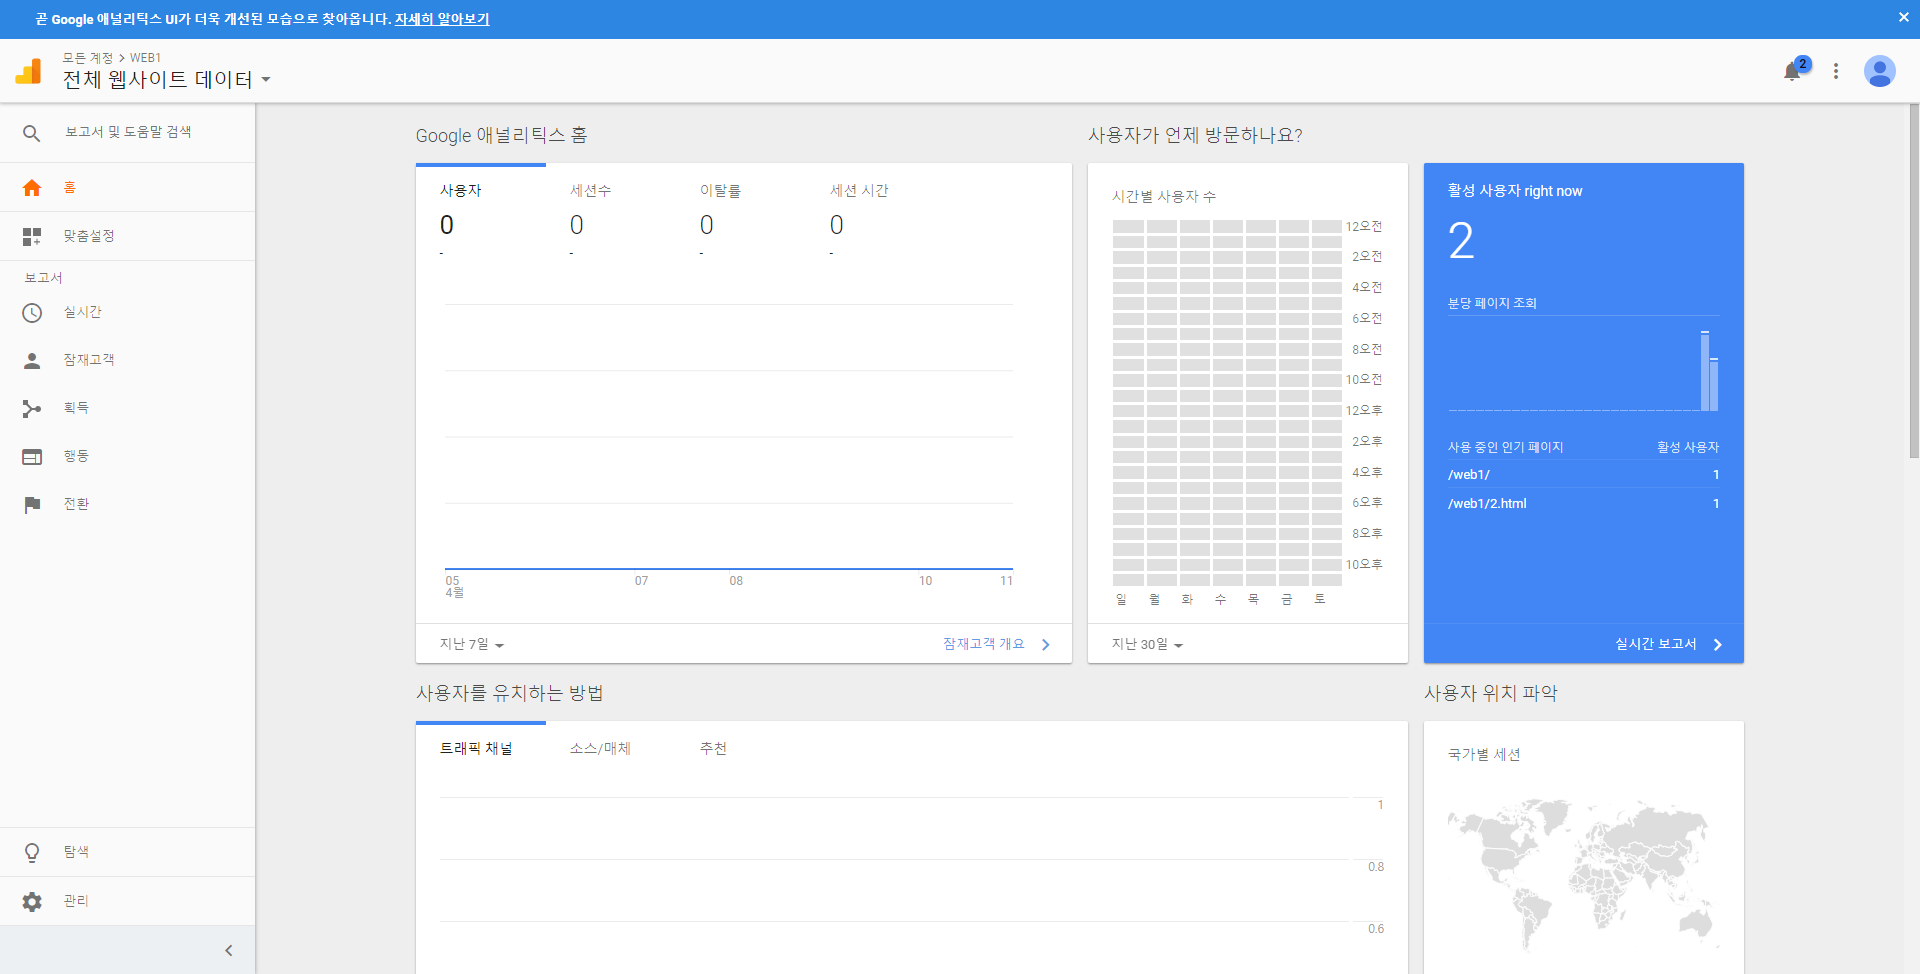 곧 Google 애널리틱스 UI가 더욱 개선된 모습으로 찾아옵니다. 자세히 알아보기
모든 계정 > WEB1
전체 웹사이트 데이터
2
보고서 및 도움말 검색
홈
맞춤설정
보고서
실시간
잠재고객
획득
행동
전환
탐색
관리
Google 애널리틱스 홈
사용자 세션수 이탈률 세션 시간
0 0 0 0
- - - -
05 07 08 10 11
4월
지난 7일 잠재고객 개요
사용자가 언제 방문하나요?
시간별 사용자 수
12오전
2오전
4오전
6오전
8오전
10오전
12오후
2오후
4오후
6오후
8오후
10오후
일 월 화 수 목 금 토
지난 30일
활성 사용자 right now
2
분당 페이지 조회
사용 중인 인기 페이지 활성 사용자
/web1/ 1
/web1/2.html 1
실시간 보고서
사용자를 유치하는 방법
트래픽 채널 소스/매체 추천
1
0.8
0.6
사용자 위치 파악
국가별 세션